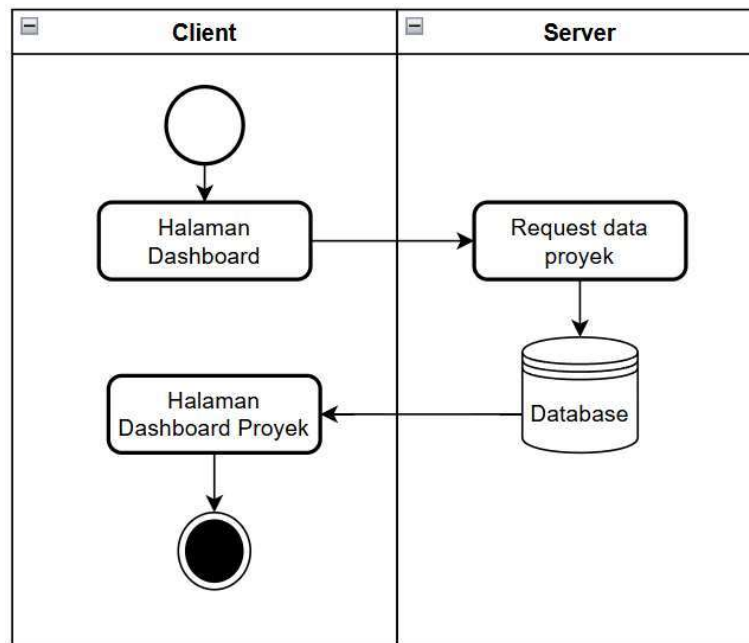 Client
Server
Halaman
Dashboard
Request data
proyek
Database
Halaman
Dashboard Proyek